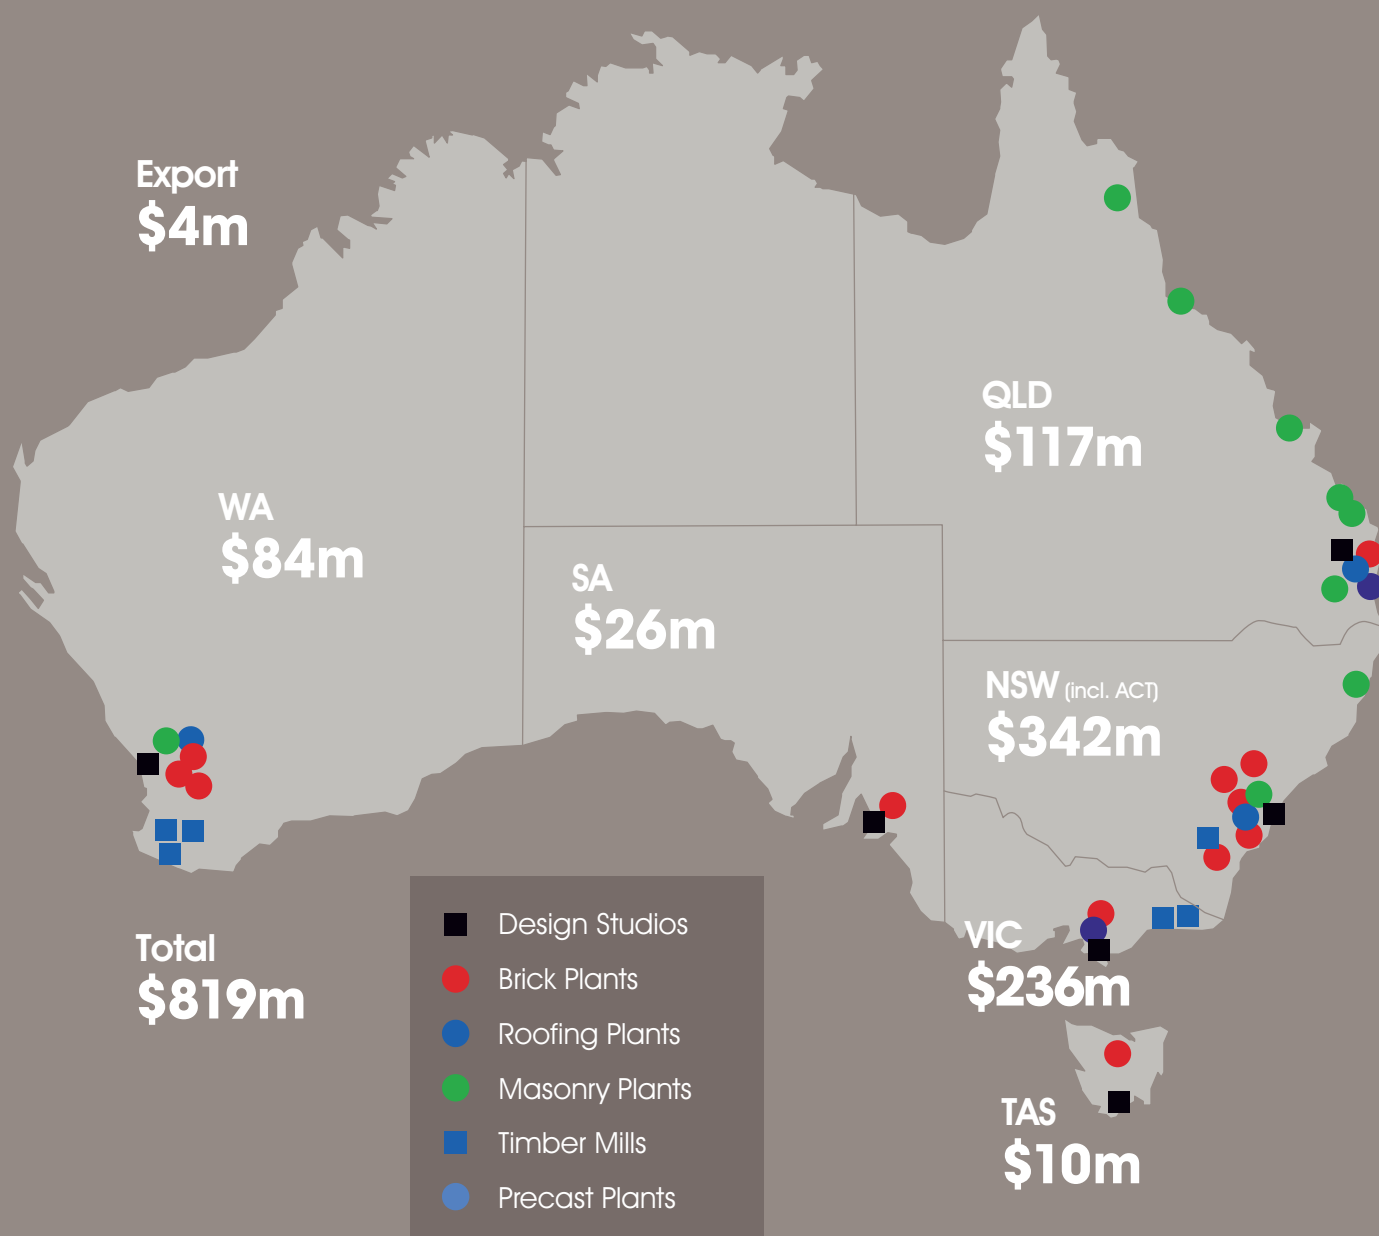 Export
$4m
QLD
$117m
WA
$84m
SA
$26m
NSW (incl. ACT)
$342m
VIC
$236m
Total
$819m
TAS
$10m
Design Studios
Brick Plants
Roofing Plants
Masonry Plants
Timber Mills
Precast Plants